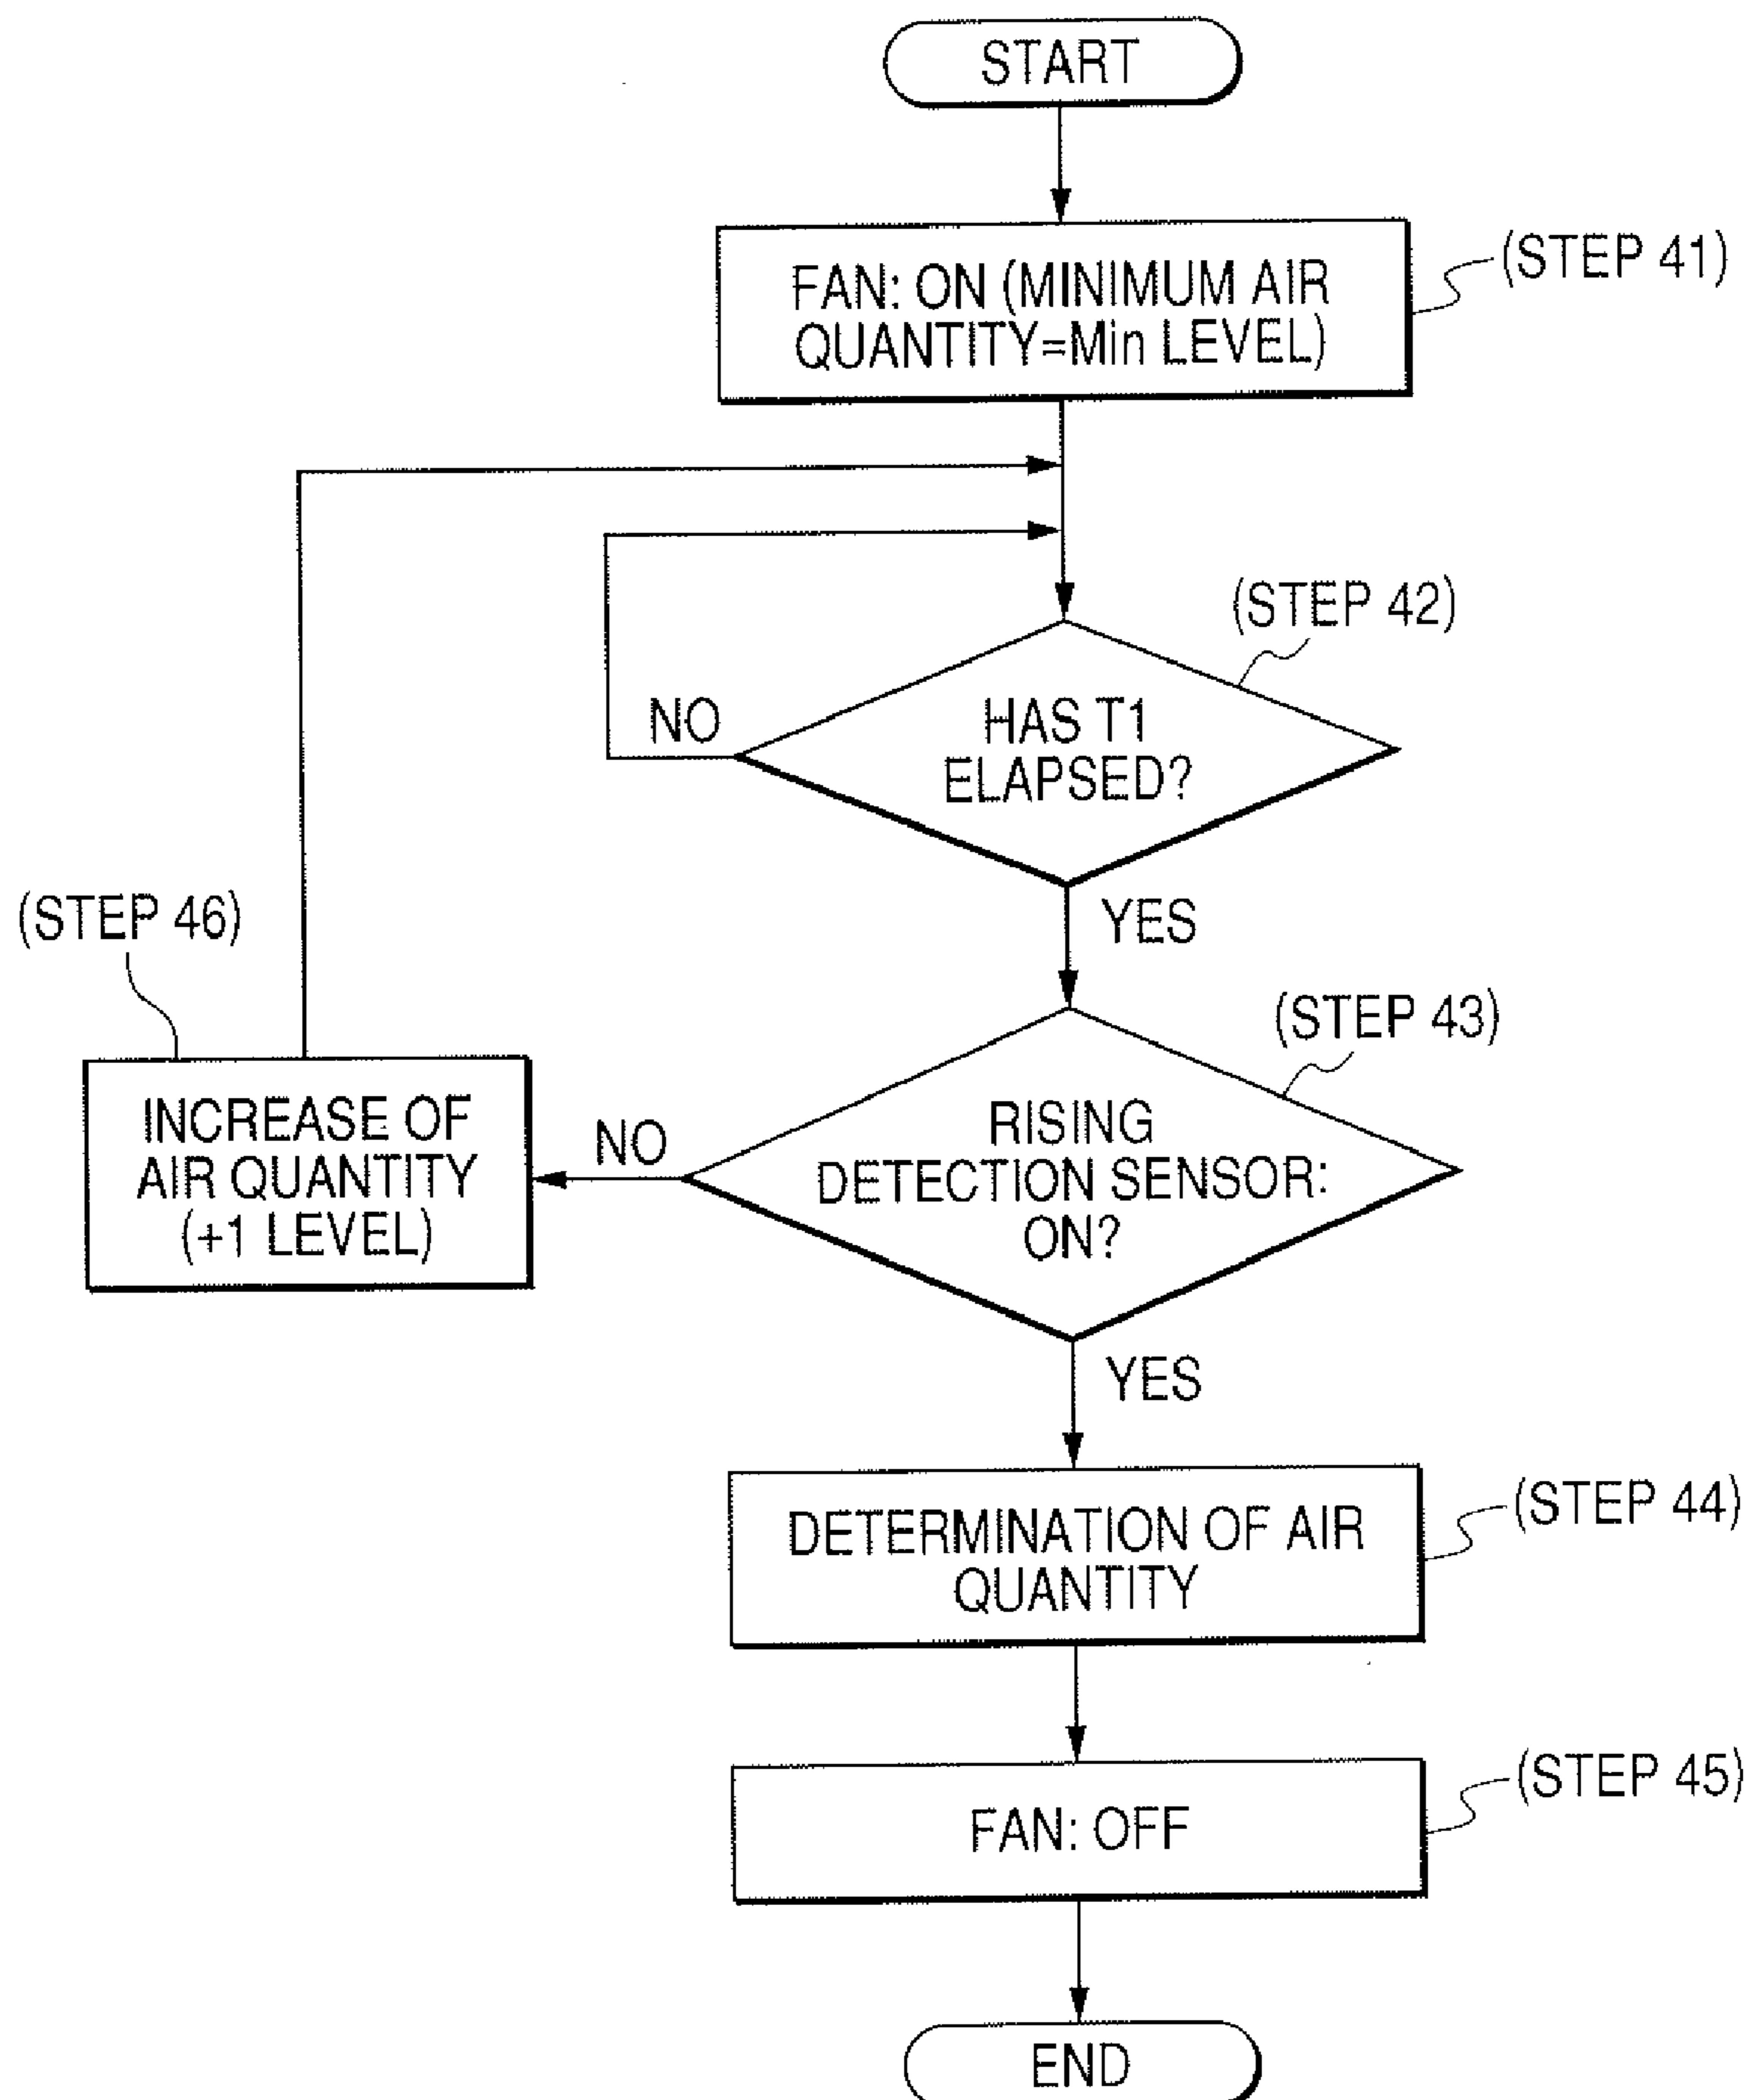 START
FAN: ON (MINIMUM AIR
QUANTITY=Min LEVEL)
(STEP 41)
(STEP 42)
NO
HAS T1
ELAPSED?
YES
(STEP 46)
(STEP 43)
INCREASE OF
AIR QUANTITY
(+1 LEVEL)
NO
RISING
DETECTION SENSOR:
ON?
YES
DETERMINATION OF AIR
QUANTITY
(STEP 44)
FAN: OFF
(STEP 45)
END